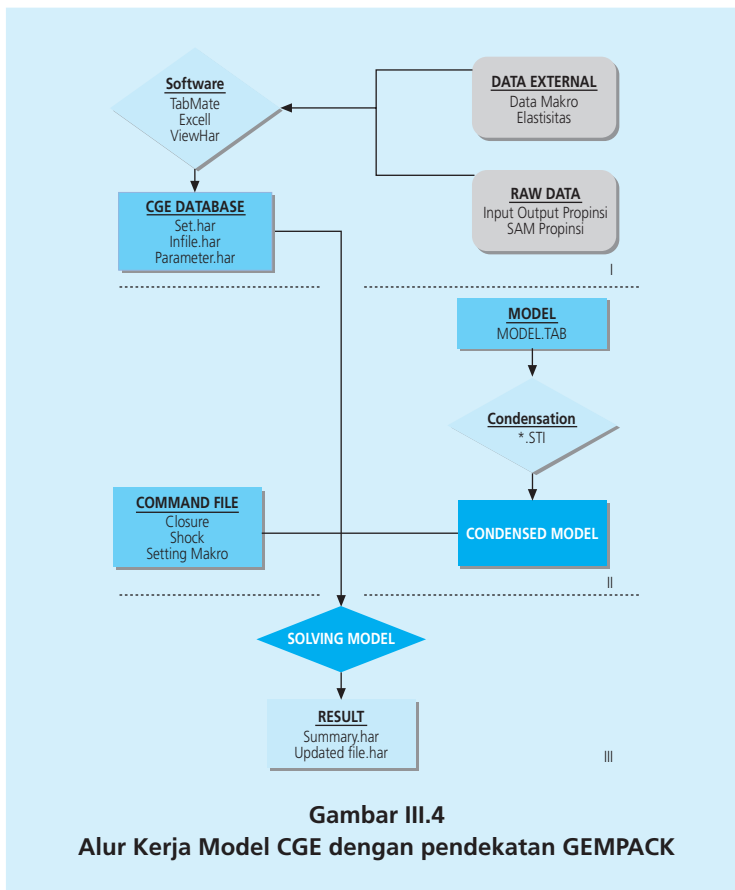 Software
TabMate
Excell
ViewHar
DATA EXTERNAL
Data Makro
Elastisitas
CGE DATABASE
Set.har
Infile.har
Parameter.har
RAW DATA
Input Output Propinsi
SAM Propinsi
I
MODEL
MODEL.TAB
Condensation
*.STI
COMMAND FILE
Closure
Shock
Setting Makro
CONDENSED MODEL
II
SOLVING MODEL
RESULT
Summary.har
Updated file.har
III
Gambar III.4
Alur Kerja Model CGE dengan pendekatan GEMPACK